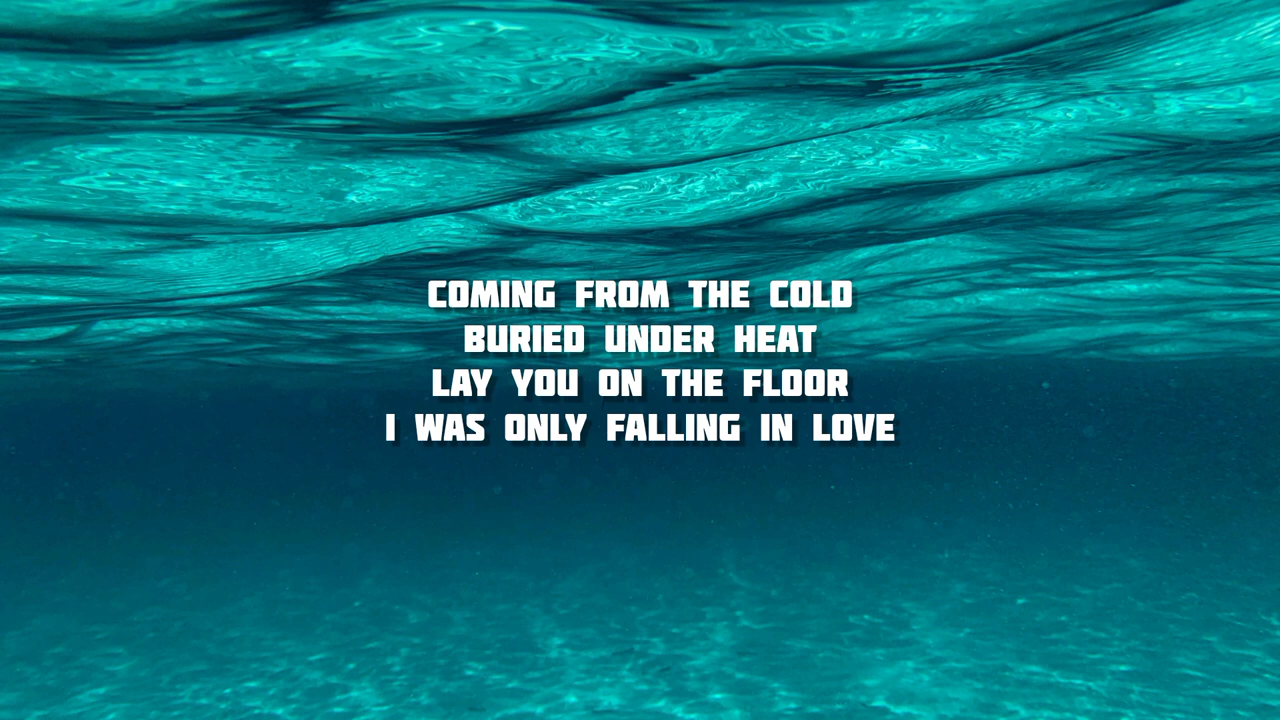 COMING FROM THE COLD
BURIED UNDER HEAT
LAY YOU ON THE FLOOR
I WAS ONLY FALLING IN LOVE